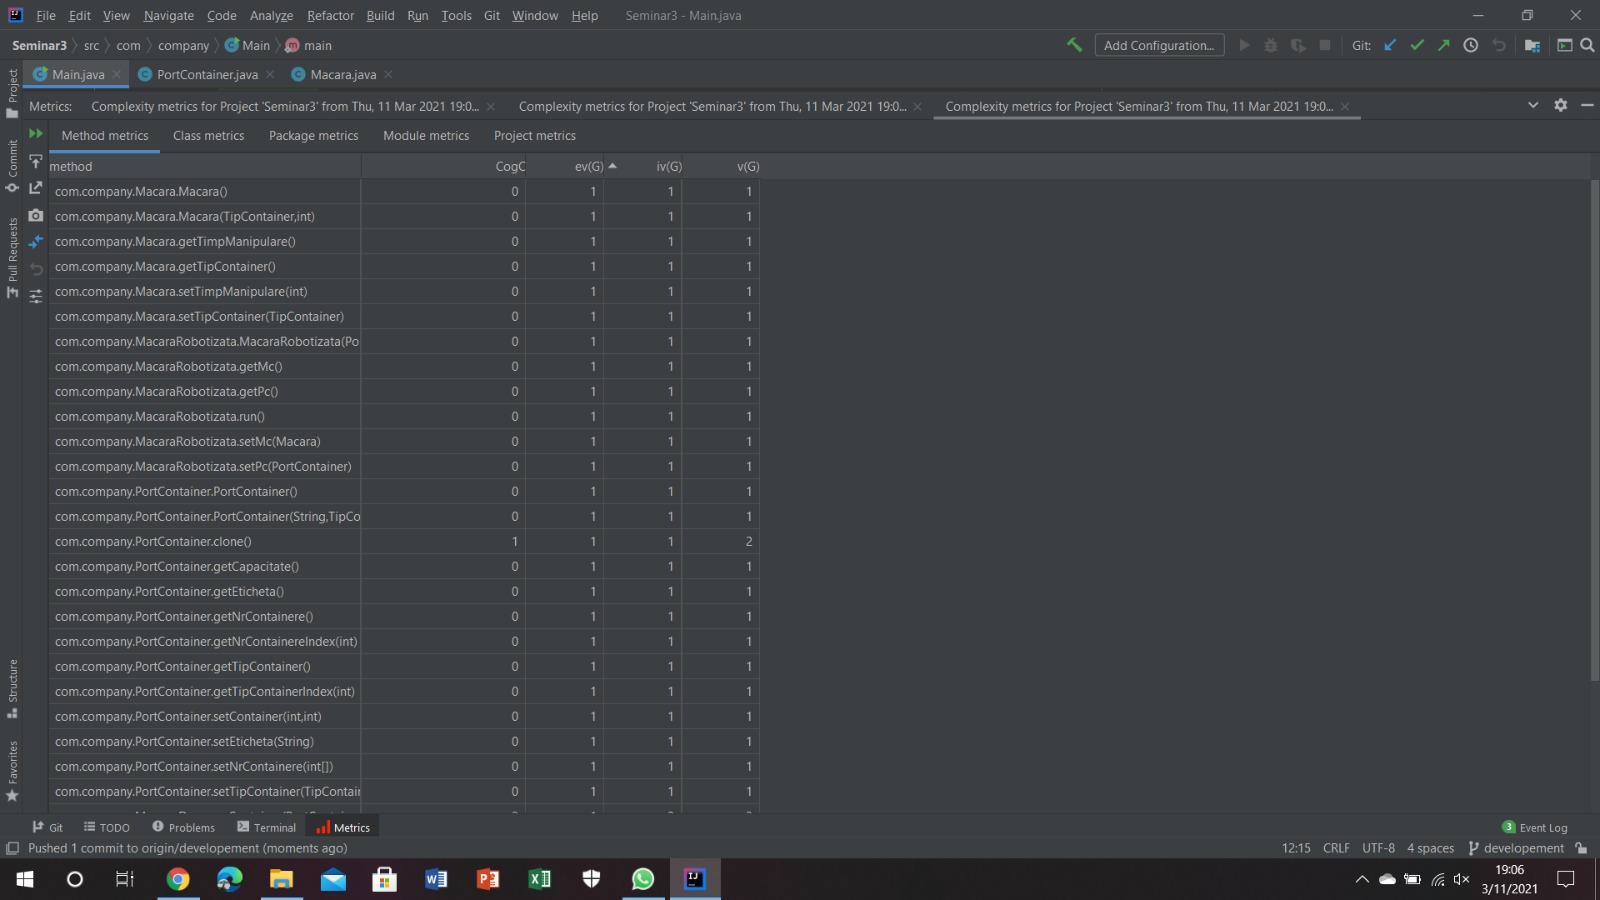 File Edit View Navigate Code Analyze Refactor Build Run Tools Git Window Help Seminar3 - Main.java
Seminar3 src com company Main main Add Configuration... Git:
Main.java PortContainer.java Macara.java
Metrics: Complexity metrics for Project 'Seminar3' from Thu, 11 Mar 2021 19:0... Complexity metrics for Project 'Seminar3' from Thu, 11 Mar 2021 19:0... Complexity metrics for Project 'Seminar3' from Thu, 11 Mar 2021 19:0...
Method metrics Class metrics Package metrics Module metrics Project metrics
method CogC ev(G) iv(G) v(G)
com.company.Macara.Macara() 0 1 1 1
com.company.Macara.Macara(TipContainer,int) 0 1 1 1
com.company.Macara.getTimpManipulare() 0 1 1 1
com.company.Macara.getTipContainer() 0 1 1 1
com.company.Macara.setTimpManipulare(int) 0 1 1 1
com.company.Macara.setTipContainer(TipContainer) 0 1 1 1
com.company.MacaraRobotizata.MacaraRobotizata(Po 0 1 1 1
com.company.MacaraRobotizata.getMc() 0 1 1 1
com.company.MacaraRobotizata.getPc() 0 1 1 1
com.company.MacaraRobotizata.run() 0 1 1 1
com.company.MacaraRobotizata.setMc(Macara) 0 1 1 1
com.company.MacaraRobotizata.setPc(PortContainer) 0 1 1 1
com.company.PortContainer.PortContainer() 0 1 1 1
com.company.PortContainer.PortContainer(String,TipCo 0 1 1 1
com.company.PortContainer.clone() 1 1 1 2
com.company.PortContainer.getCapacitate() 0 1 1 1
com.company.PortContainer.getEticheta() 0 1 1 1
com.company.PortContainer.getNrContainere() 0 1 1 1
com.company.PortContainer.getNrContainereIndex(int) 0 1 1 1
com.company.PortContainer.getTipContainer() 0 1 1 1
com.company.PortContainer.getTipContainerIndex(int) 0 1 1 1
com.company.PortContainer.setContainer(int,int) 0 1 1 1
com.company.PortContainer.setEticheta(String) 0 1 1 1
com.company.PortContainer.setNrContainere(int[]) 0 1 1 1
com.company.PortContainer.setTipContainer(TipContain 0 1 1 1
Project
Commit
Pull Requests
Structure
Favorites
Git TODO Problems Terminal Metrics 3 Event Log
Pushed 1 commit to origin/developement (moments ago) 12:15 CRLF UTF-8 4 spaces developement
19:06
3/11/2021